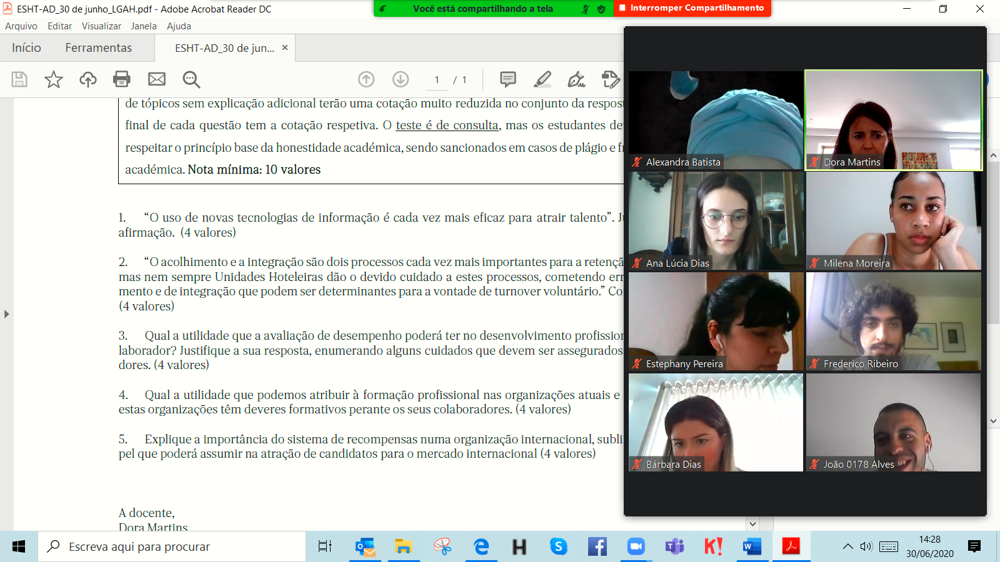 ESHT-AD_30 de junho_LGAH.pdf - Adobe Acrobat Reader DC
Você está compartilhando a tela
Interromper Compartilhamento
Arquivo Editar Visualizar Janela Ajuda
Início Ferramentas ESHT-AD_30 de jun... ×
1 / 1
de tópicos sem explicação adicional terão uma cotação muito reduzida no conjunto da respost
final de cada questão tem a cotação respetiva. O teste é de consulta, mas os estudantes de
respeitar o princípio base da honestidade académica, sendo sancionados em casos de plágio e f
académica. Nota mínima: 10 valores
1. “O uso de novas tecnologias de informação é cada vez mais eficaz para atrair talento”. J
afirmação. (4 valores)
2. “O acolhimento e a integração são dois processos cada vez mais importantes para a retençã
mas nem sempre Unidades Hoteleiras dão o devido cuidado a estes processos, cometendo err
mento e de integração que podem ser determinantes para a vontade de turnover voluntário.” Co
(4 valores)
3. Qual a utilidade que a avaliação de desempenho poderá ter no desenvolvimento profission
laborador? Justifique a sua resposta, enumerando alguns cuidados que devem ser assegurados
dores. (4 valores)
4. Qual a utilidade que podemos atribuir à formação profissional nas organizações atuais e
estas organizações têm deveres formativos perante os seus colaboradores. (4 valores)
5. Explique a importância do sistema de recompensas numa organização internacional, subli
pel que poderá assumir na atração de candidatos para o mercado internacional (4 valores)
A docente,
Dora Martins
Alexandra Batista
Dora Martins
Ana Lúcia Dias
Milena Moreira
Estephany Pereira
Frederico Ribeiro
Bárbara Dias
João 0178 Alves
Escreva aqui para procurar
14:28
30/06/2020